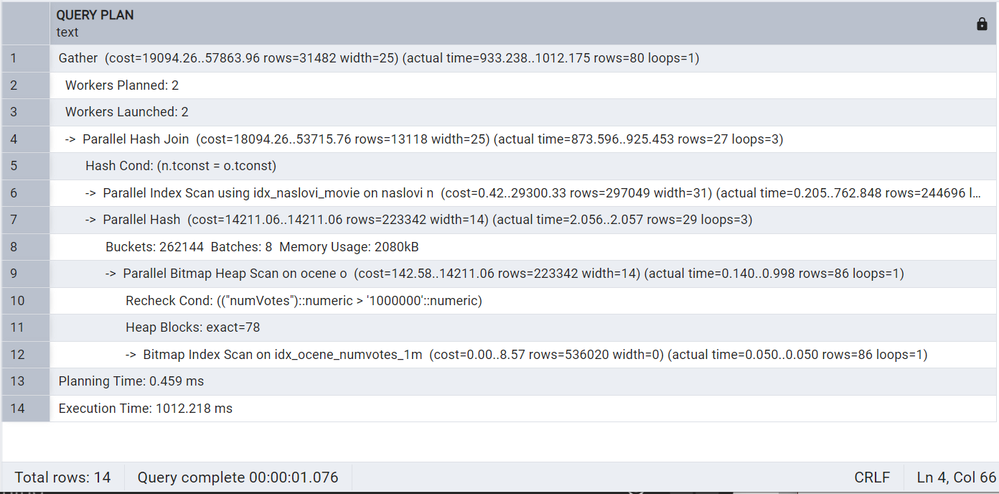 QUERY PLAN
text
1 Gather (cost=19094.26..57863.96 rows=31482 width=25) (actual time=933.238..1012.175 rows=80 loops=1)
2 Workers Planned: 2
3 Workers Launched: 2
4 -> Parallel Hash Join (cost=18094.26..53715.76 rows=13118 width=25) (actual time=873.596..925.453 rows=27 loops=3)
5 Hash Cond: (n.tconst = o.tconst)
6 -> Parallel Index Scan using idx_naslovi_movie on naslovi n (cost=0.42..29300.33 rows=297049 width=31) (actual time=0.205..762.848 rows=244696 l...
7 -> Parallel Hash (cost=14211.06..14211.06 rows=223342 width=14) (actual time=2.056..2.057 rows=29 loops=3)
8 Buckets: 262144 Batches: 8 Memory Usage: 2080kB
9 -> Parallel Bitmap Heap Scan on ocene o (cost=142.58..14211.06 rows=223342 width=14) (actual time=0.140..0.998 rows=86 loops=1)
10 Recheck Cond: (("numVotes")::numeric > '1000000'::numeric)
11 Heap Blocks: exact=78
12 -> Bitmap Index Scan on idx_ocene_numvotes_1m (cost=0.00..8.57 rows=536020 width=0) (actual time=0.050..0.050 rows=86 loops=1)
13 Planning Time: 0.459 ms
14 Execution Time: 1012.218 ms
Total rows: 14 Query complete 00:00:01.076 CRLF Ln 4, Col 66